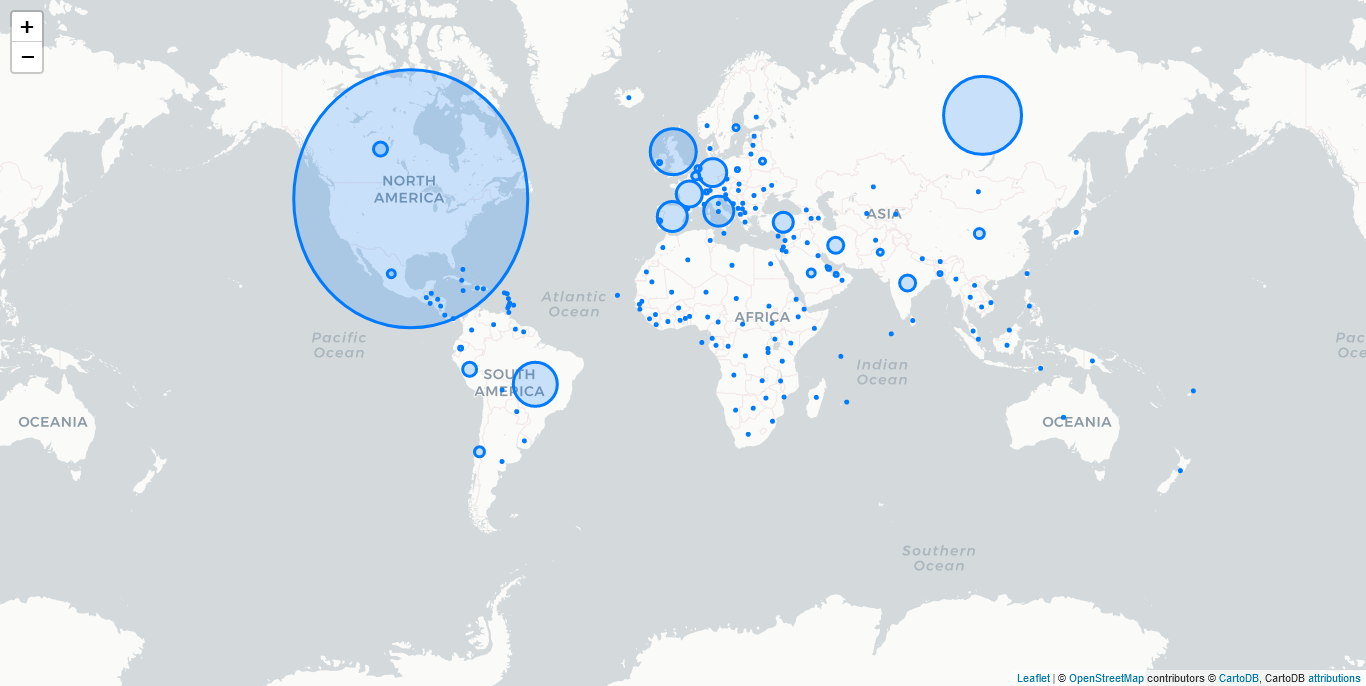 +
−
NORTH
AMERICA
ASIA
Atlantic
Ocean
AFRICA
Pacific
Ocean
Pac
Oce
Indian
Ocean
SOUTH
AMERICA
OCEANIA
OCEANIA
Southern
Ocean
Leaflet | © OpenStreetMap contributors © CartoDB, CartoDB attributions